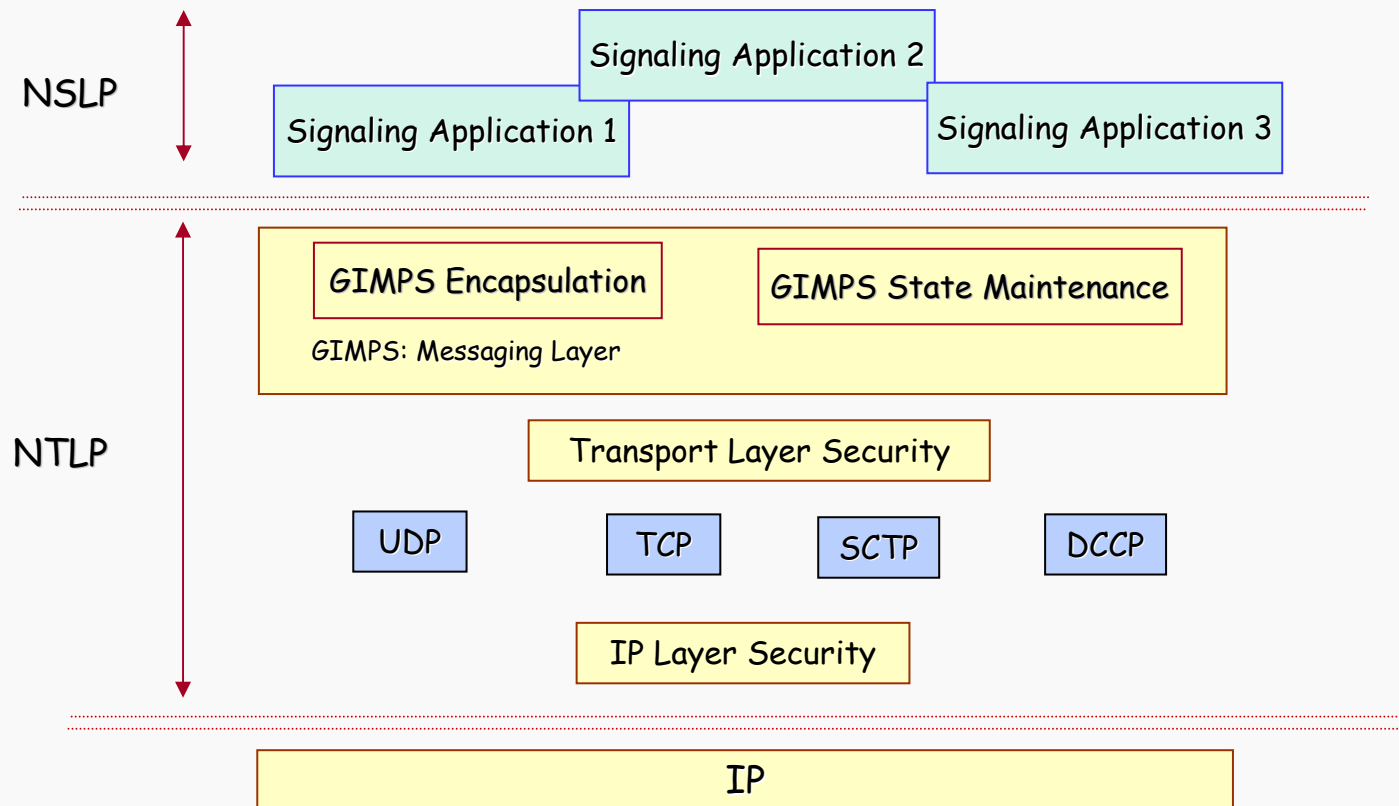 Signaling Application 2
NSLP
Signaling Application 1
Signaling Application 3
GIMPS Encapsulation
GIMPS State Maintenance
GIMPS: Messaging Layer
NTLP
Transport Layer Security
UDP
TCP
SCTP
DCCP
IP Layer Security
IP